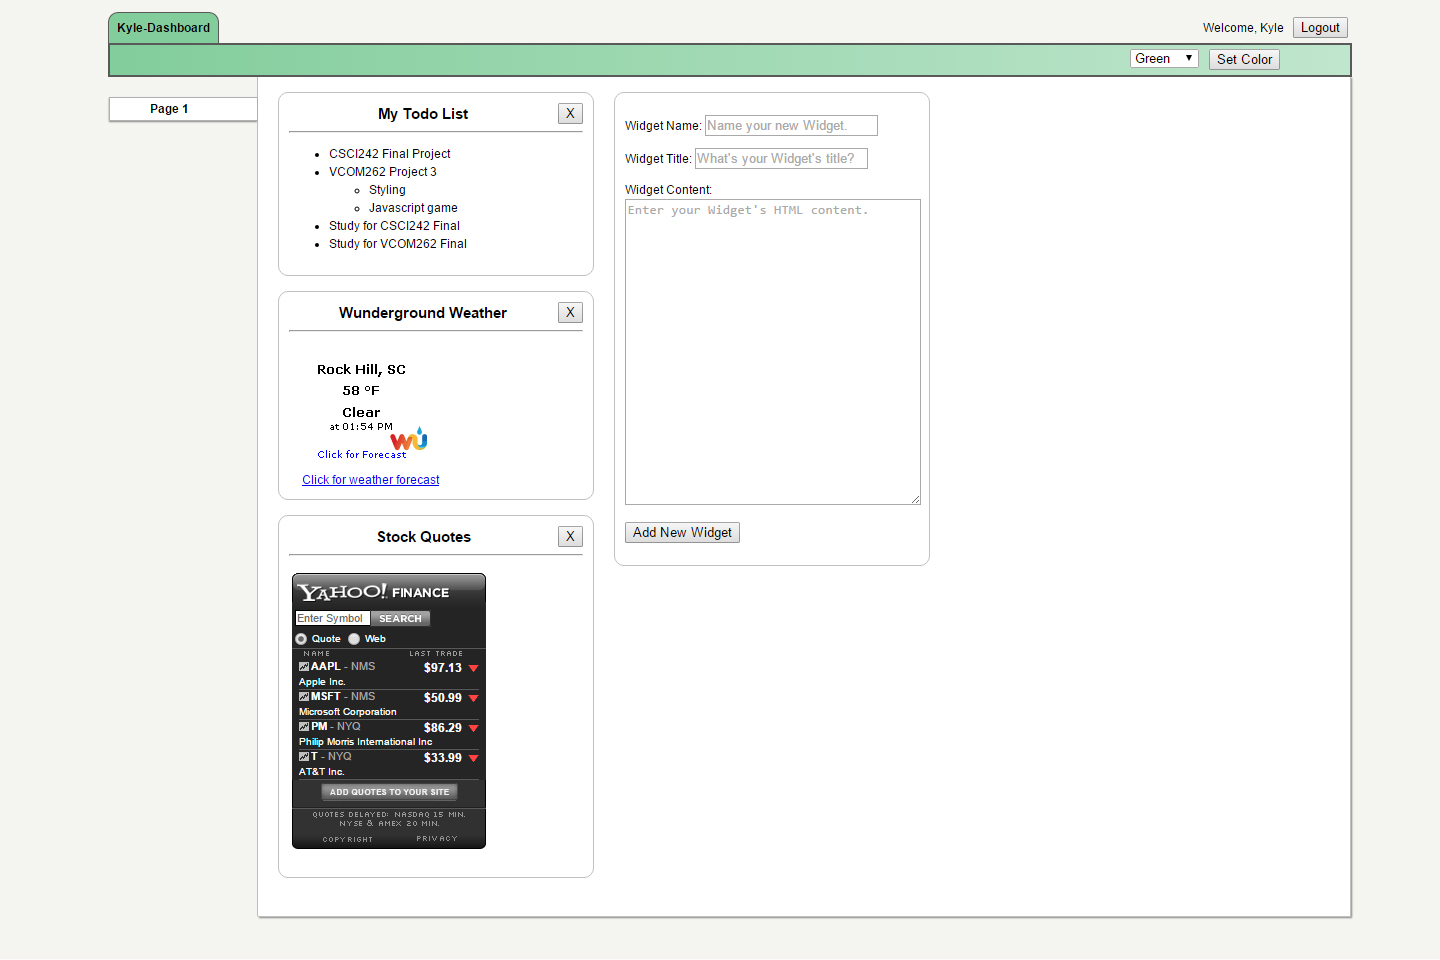 Kyle-Dashboard
Welcome, Kyle Logout
Green Set Color
Page 1
My Todo List X
CSCI242 Final Project
VCOM262 Project 3
Styling
Javascript game
Study for CSCI242 Final
Study for VCOM262 Final
Wunderground Weather X
Rock Hill, SC
58 °F
Clear
at 01:54 PM
WU
Click for Forecast
Click for weather forecast
Stock Quotes X
YAHOO! FINANCE
Enter Symbol SEARCH
Quote Web
NAME LAST TRADE
AAPL - NMS $97.13
Apple Inc.
MSFT - NMS $50.99
Microsoft Corporation
PM - NYQ $86.29
Philip Morris International Inc
T - NYQ $33.99
AT&T Inc.
ADD QUOTES TO YOUR SITE
QUOTES DELAYED: NASDAQ 15 MIN.
NYSE & AMEX 20 MIN.
COPYRIGHT PRIVACY
Widget Name: Name your new Widget.
Widget Title: What's your Widget's title?
Widget Content:
Enter your Widget's HTML content.
Add New Widget